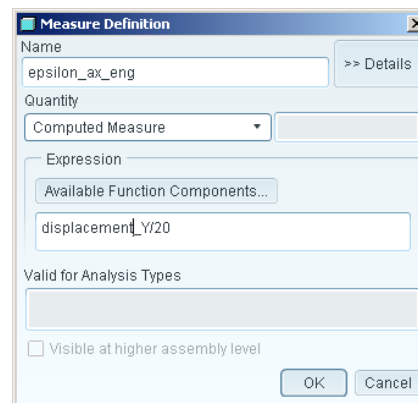 Measure Definition
Name
>> Details
epsilon_ax_eng
Quantity
Computed Measure
Expression
Available Function Components...
displacement_Y/20
Valid for Analysis Types
Visible at higher assembly level
OK
Cancel